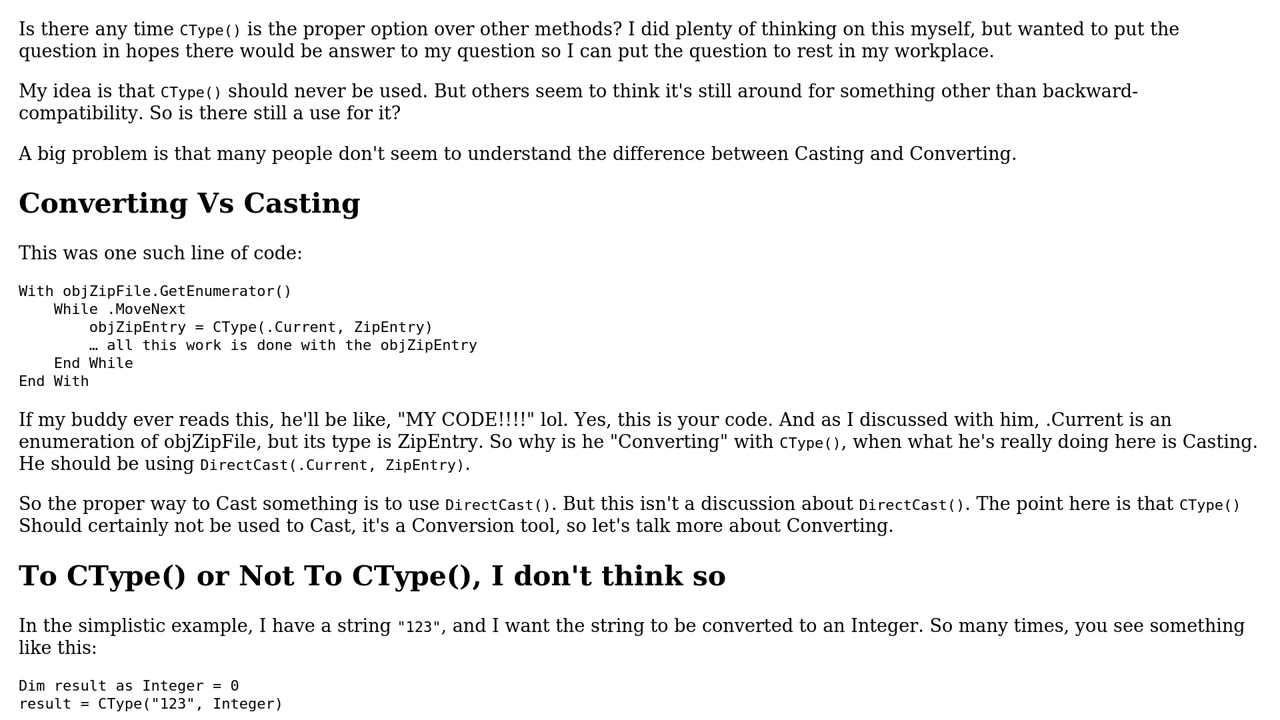 Is there any time CType() is the proper option over other methods? I did plenty of thinking on this myself, but wanted to put the
question in hopes there would be answer to my question so I can put the question to rest in my workplace.
My idea is that CType() should never be used. But others seem to think it's still around for something other than backward-
compatibility. So is there still a use for it?
A big problem is that many people don't seem to understand the difference between Casting and Converting.
Converting Vs Casting
This was one such line of code:
With objZipFile.GetEnumerator()
    While .MoveNext
        objZipEntry = CType(.Current, ZipEntry)
        … all this work is done with the objZipEntry
    End While
End With
If my buddy ever reads this, he'll be like, "MY CODE!!!!" lol. Yes, this is your code. And as I discussed with him, .Current is an
enumeration of objZipFile, but its type is ZipEntry. So why is he "Converting" with CType(), when what he's really doing here is Casting.
He should be using DirectCast(.Current, ZipEntry).
So the proper way to Cast something is to use DirectCast(). But this isn't a discussion about DirectCast(). The point here is that CType()
Should certainly not be used to Cast, it's a Conversion tool, so let's talk more about Converting.
To CType() or Not To CType(), I don't think so
In the simplistic example, I have a string "123", and I want the string to be converted to an Integer. So many times, you see something
like this:
Dim result as Integer = 0
result = CType("123", Integer)